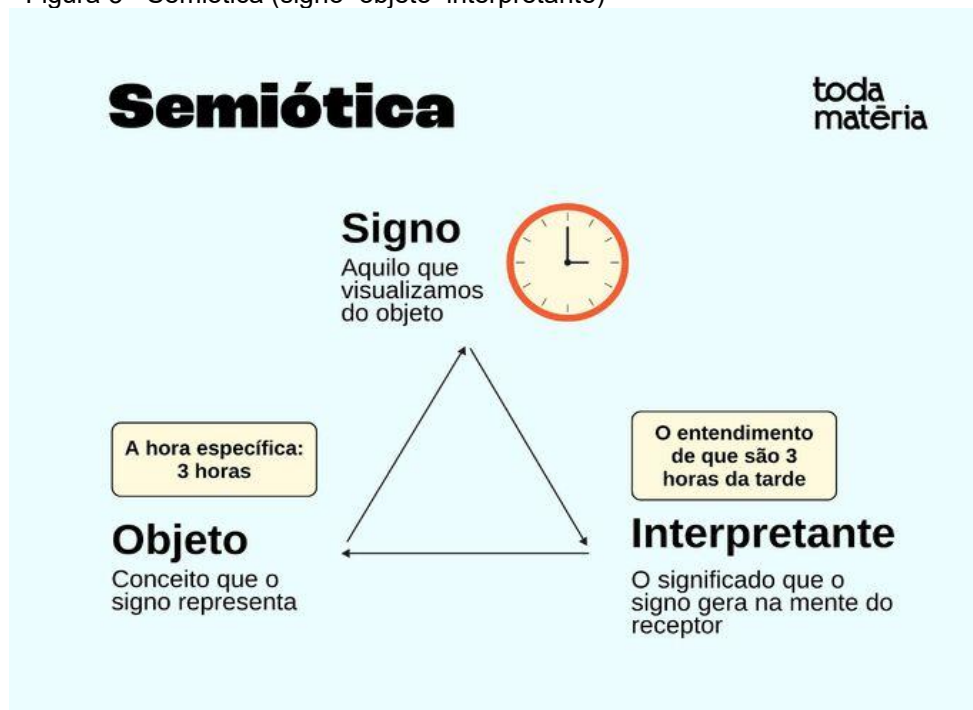 Semiótica
toda
matéria
Signo
Aquilo que
visualizamos
do objeto
A hora específica:
3 horas
Objeto
Conceito que o
signo representa
O entendimento
de que são 3
horas da tarde
Interpretante
O significado que o
signo gera na mente do
receptor